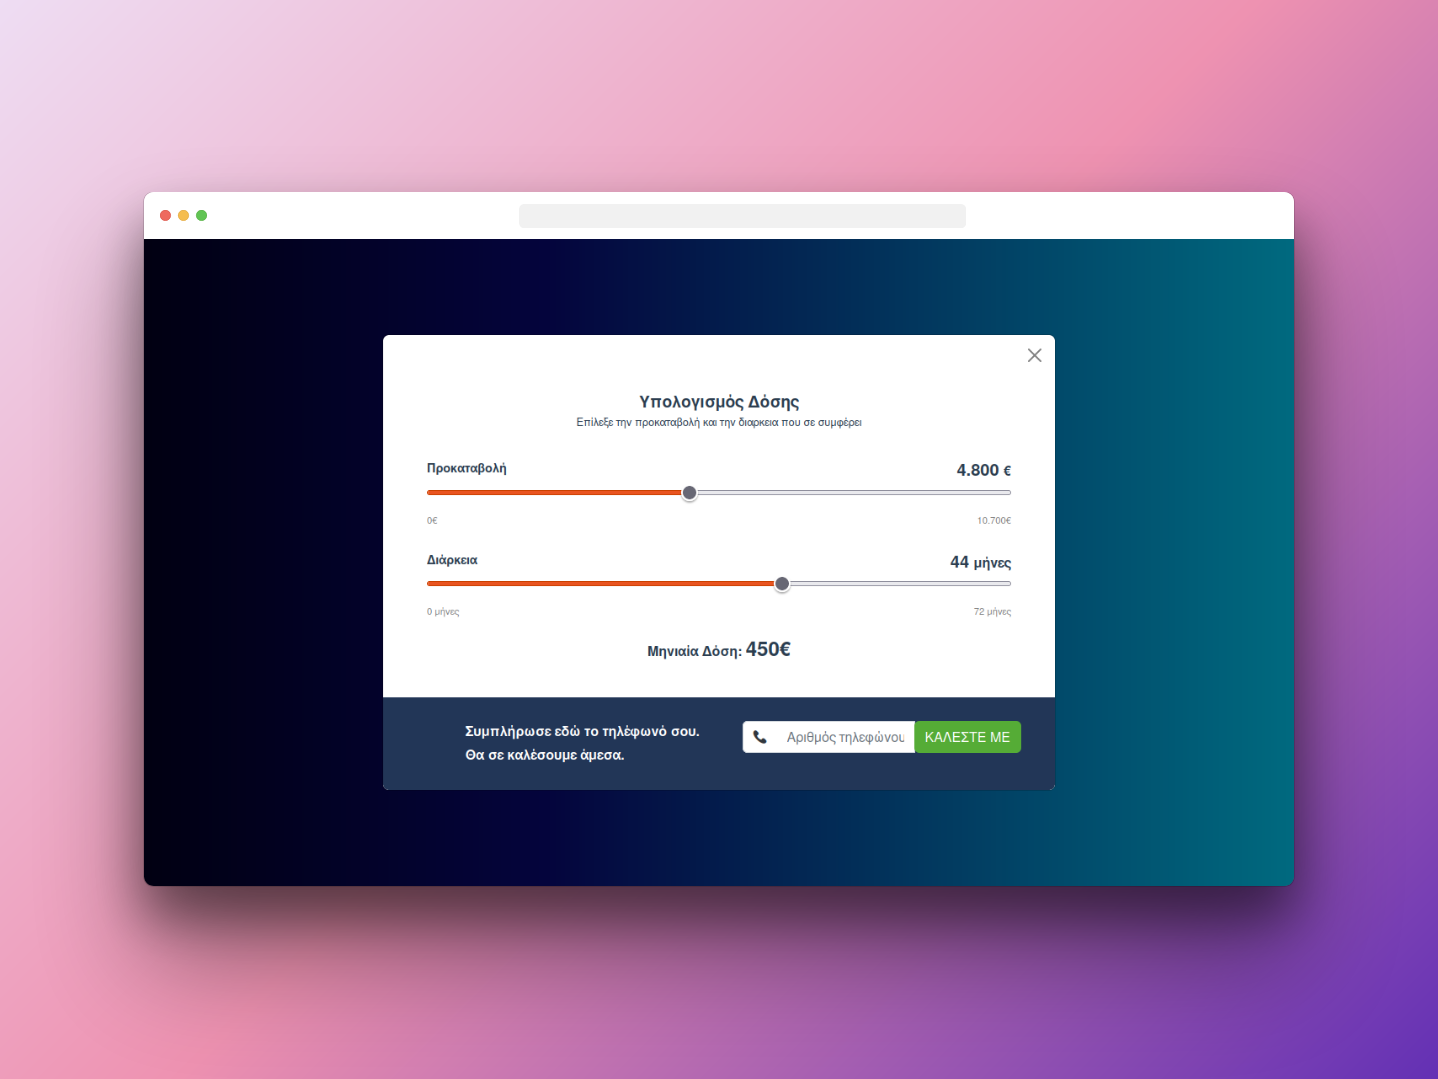 Υπολογισμός Δόσης
Επίλεξε την προκαταβολή και την διαρκεια που σε συμφέρει
Προκαταβολή
4.800 €
0€
10.700€
Διάρκεια
44 μήνες
0 μήνες
72 μήνες
Μηνιαία Δόση: 450€
Συμπλήρωσε εδώ το τηλέφωνό σου.
Θα σε καλέσουμε άμεσα.
Αριθμός τηλεφώνου
ΚΑΛΕΣΤΕ ΜΕ